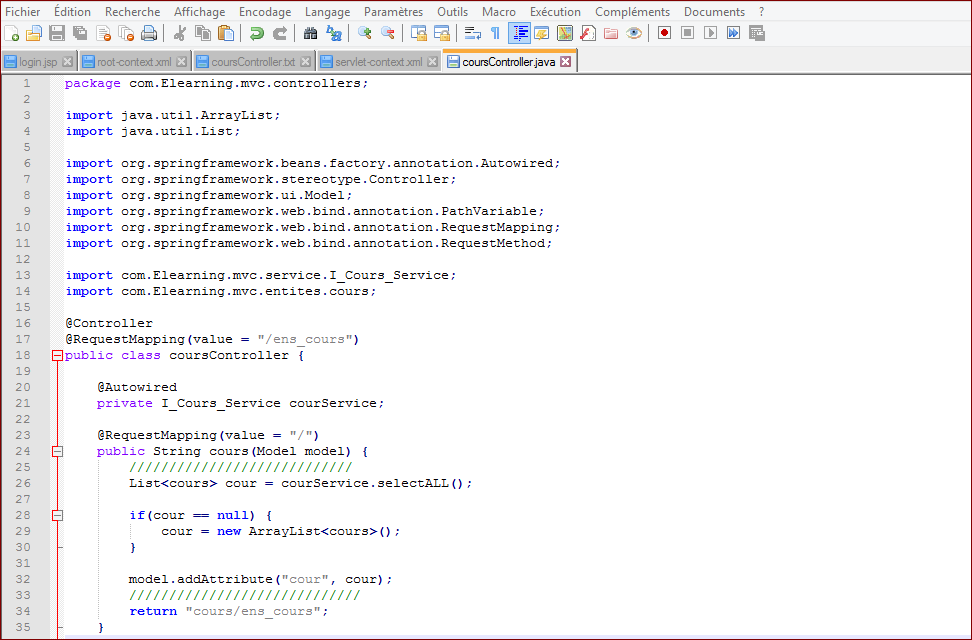 Fichier Édition Recherche Affichage Encodage Langage Paramètres Outils Macro Exécution Compléments Documents ?
login.jsp root-context.xml coursController.txt servlet-context.xml coursController.java
1 package com.Elearning.mvc.controllers;
2
3 import java.util.ArrayList;
4 import java.util.List;
5
6 import org.springframework.beans.factory.annotation.Autowired;
7 import org.springframework.stereotype.Controller;
8 import org.springframework.ui.Model;
9 import org.springframework.web.bind.annotation.PathVariable;
10 import org.springframework.web.bind.annotation.RequestMapping;
11 import org.springframework.web.bind.annotation.RequestMethod;
12
13 import com.Elearning.mvc.service.I_Cours_Service;
14 import com.Elearning.mvc.entites.cours;
15
16 @Controller
17 @RequestMapping(value = "/ens_cours")
18 public class coursController {
19
20     @Autowired
21     private I_Cours_Service courService;
22
23     @RequestMapping(value = "/")
24     public String cours(Model model) {
25         ////////////////////////////
26         List<cours> cour = courService.selectALL();
27
28         if(cour == null) {
29             cour = new ArrayList<cours>();
30         }
31
32         model.addAttribute("cour", cour);
33         /////////////////////////////
34         return "cours/ens_cours";
35     }